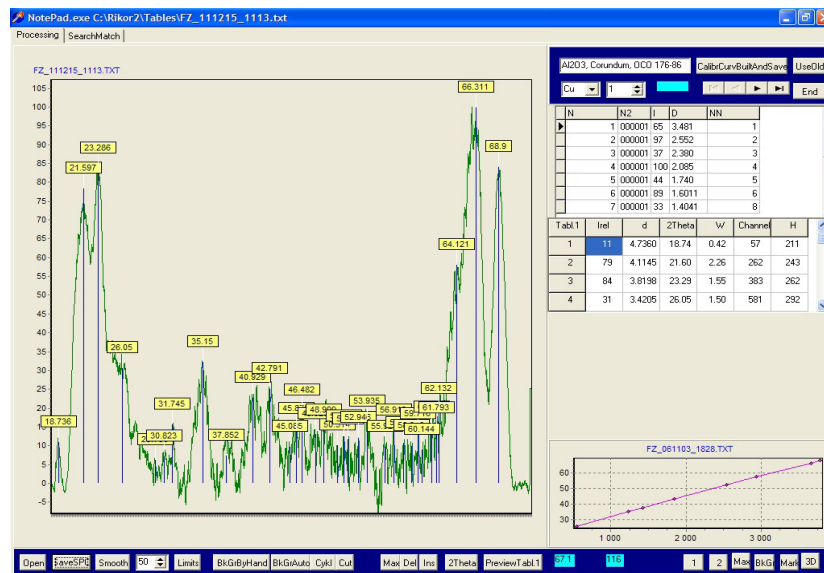 NotePad.exe C:\Rikor2\Tables\FZ_111215_1113.txt
Processing SearchMatch
FZ_111215_1113.TXT
105
100
95
90
85
80
75
70
65
60
55
50
45
40
35
30
25
20
15
10
5
0
-5
66.311
23.286
68.9
21.597
64.121
26.05
35.15
42.791
40.929
62.132
46.482
31.745
53.935
61.793
18.736
52.946
45.085
30.823
37.852
60.144
Al2O3, Corundum, OCO 176-86 CalibrCurvBuiltAndSave UseOld
Cu 1 End
N N2 I D NN
1 000001 65 3.481 1
2 000001 97 2.552 2
3 000001 37 2.380 3
4 000001 100 2.085 4
5 000001 44 1.740 5
6 000001 89 1.6011 6
7 000001 33 1.4041 8
Tabl.1 Irel d 2Theta W Channel H
1 11 4.7360 18.74 0.42 57 211
2 79 4.1145 21.60 2.26 262 243
3 84 3.8198 23.29 1.55 383 262
4 31 3.4205 26.05 1.50 581 292
FZ_061103_1828.TXT
60
50
40
30
1 000 2 000 3 000
Open SaveSPC Smooth 50 Limits BkGrByHand BkGrAuto Cykl Cut Max Del Ins 2Theta PreviewTabl.1 67.1 116 1 2 Max BkGr Mark 3D